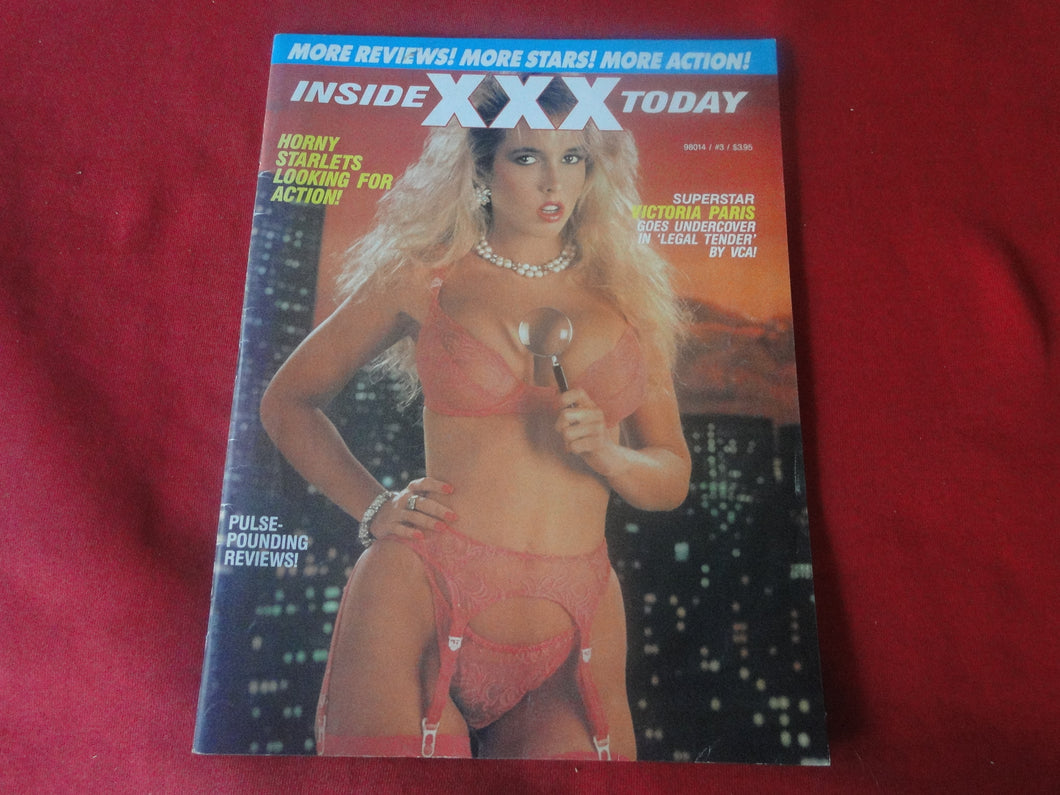 MORE REVIEWS! MORE STARS! MORE ACTION!
INSIDE XXX TODAY
98014 / #3 / $3.95
HORNY
STARLETS
LOOKING FOR
ACTION!
SUPERSTAR
VICTORIA PARIS
GOES UNDERCOVER
IN 'LEGAL TENDER'
BY VCA!
PULSE-
POUNDING
REVIEWS!